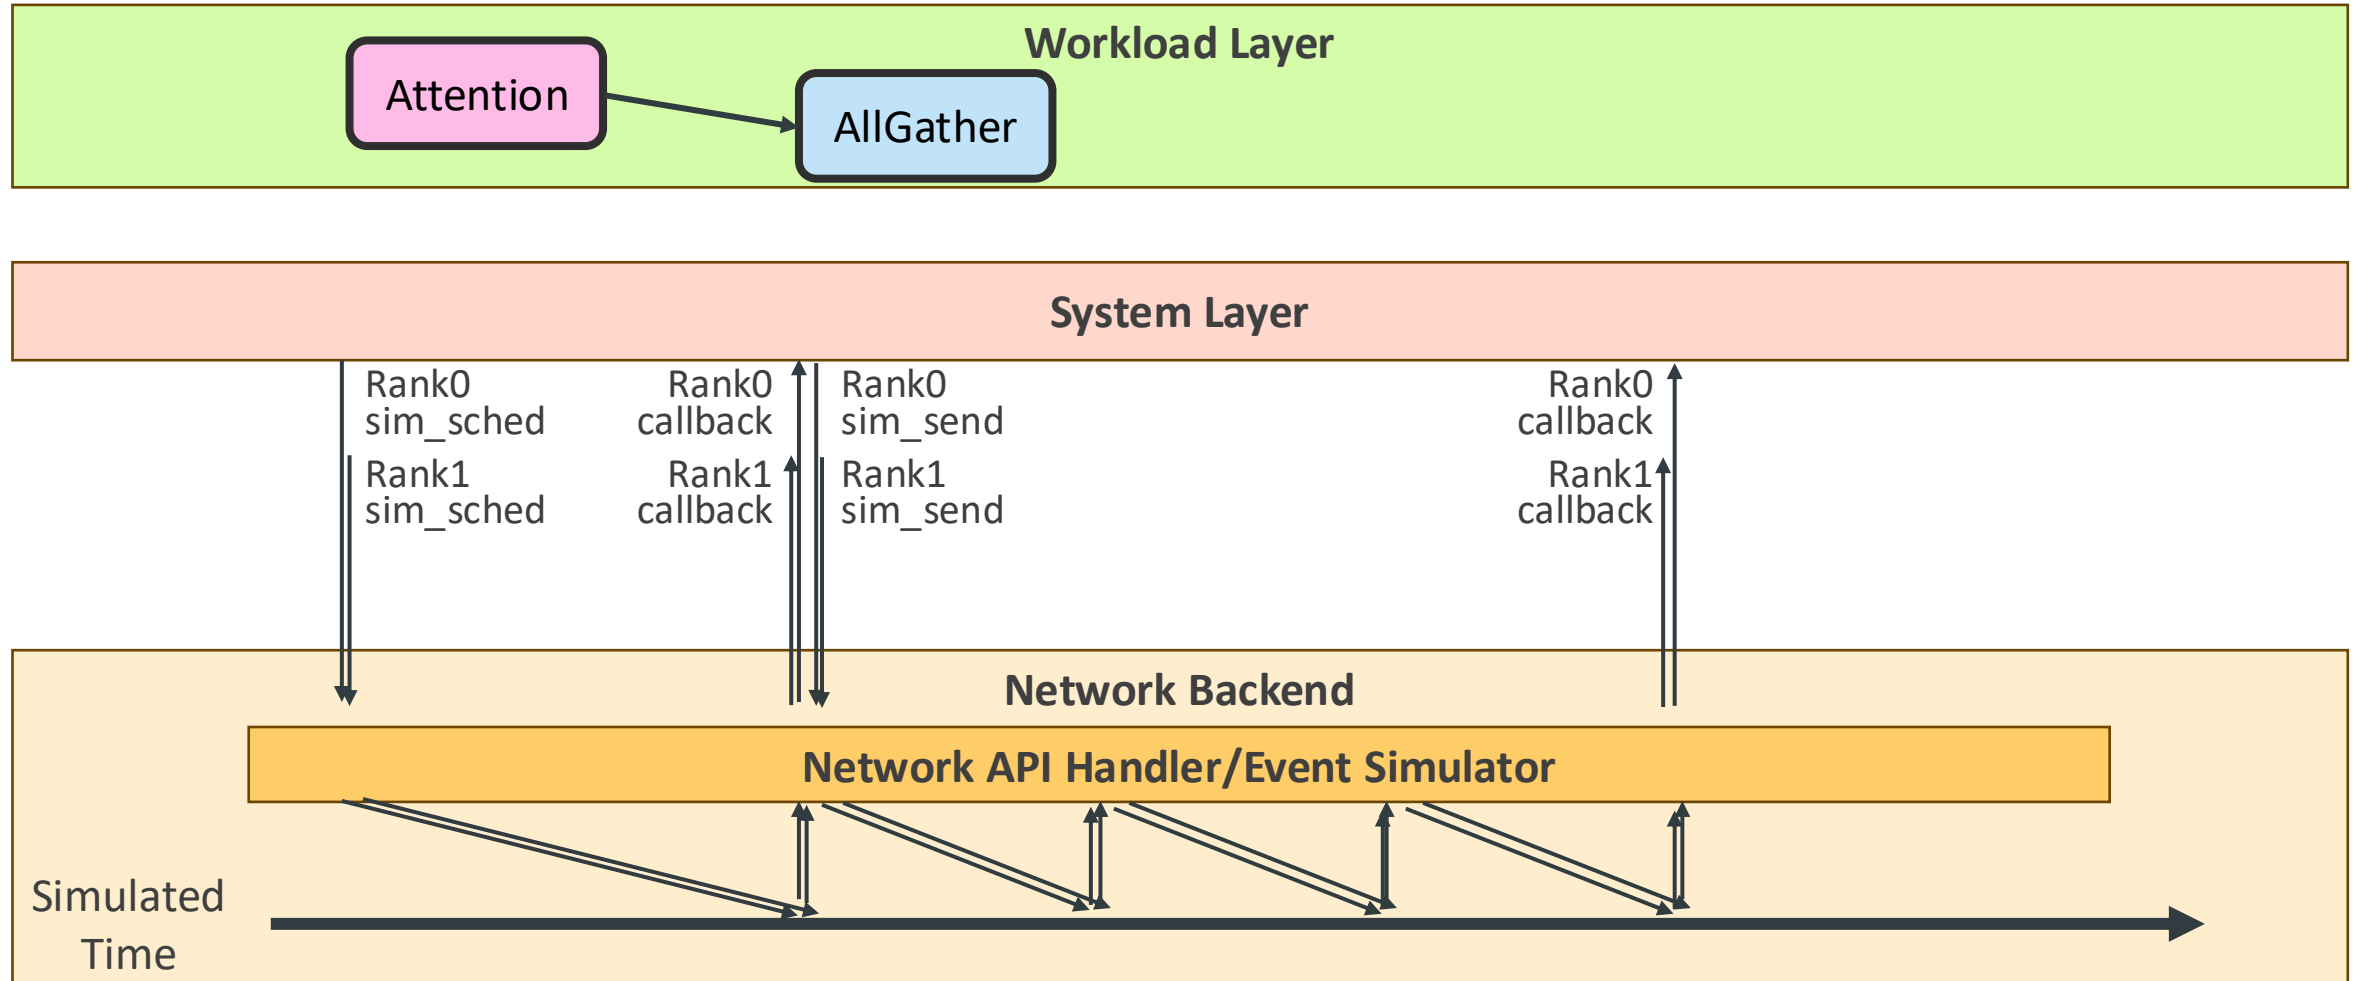 Workload Layer
Attention
AllGather
System Layer
Rank0
sim_sched
Rank1
sim_sched
Rank0
callback
Rank1
callback
Rank0
sim_send
Rank1
sim_send
Rank0
callback
Rank1
callback
Network Backend
Network API Handler/Event Simulator
Simulated
Time